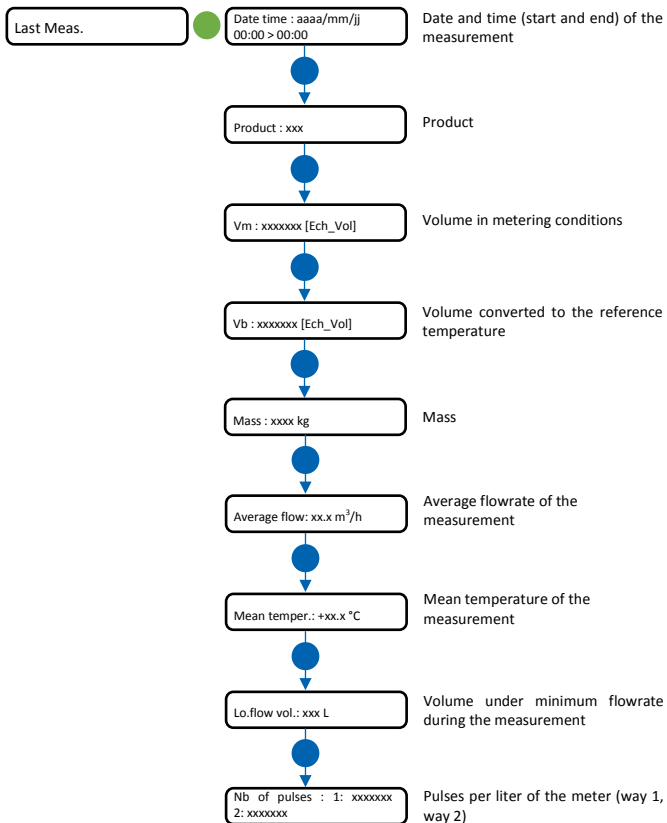 Last Meas.
Date time : aaaa/mm/jj
00:00 > 00:00
Date and time (start and end) of the
measurement
Product : xxx
Product
Vm : xxxxxxx [Ech_Vol]
Volume in metering conditions
Vb : xxxxxxx [Ech_Vol]
Volume converted to the reference
temperature
Mass : xxxx kg
Mass
Average flow: xx.x m³/h
Average flowrate of the
measurement
Mean temper.: +xx.x °C
Mean temperature of the
measurement
Lo.flow vol.: xxx L
Volume under minimum flowrate
during the measurement
Nb of pulses : 1: xxxxxxx
2: xxxxxxx
Pulses per liter of the meter (way 1,
way 2)